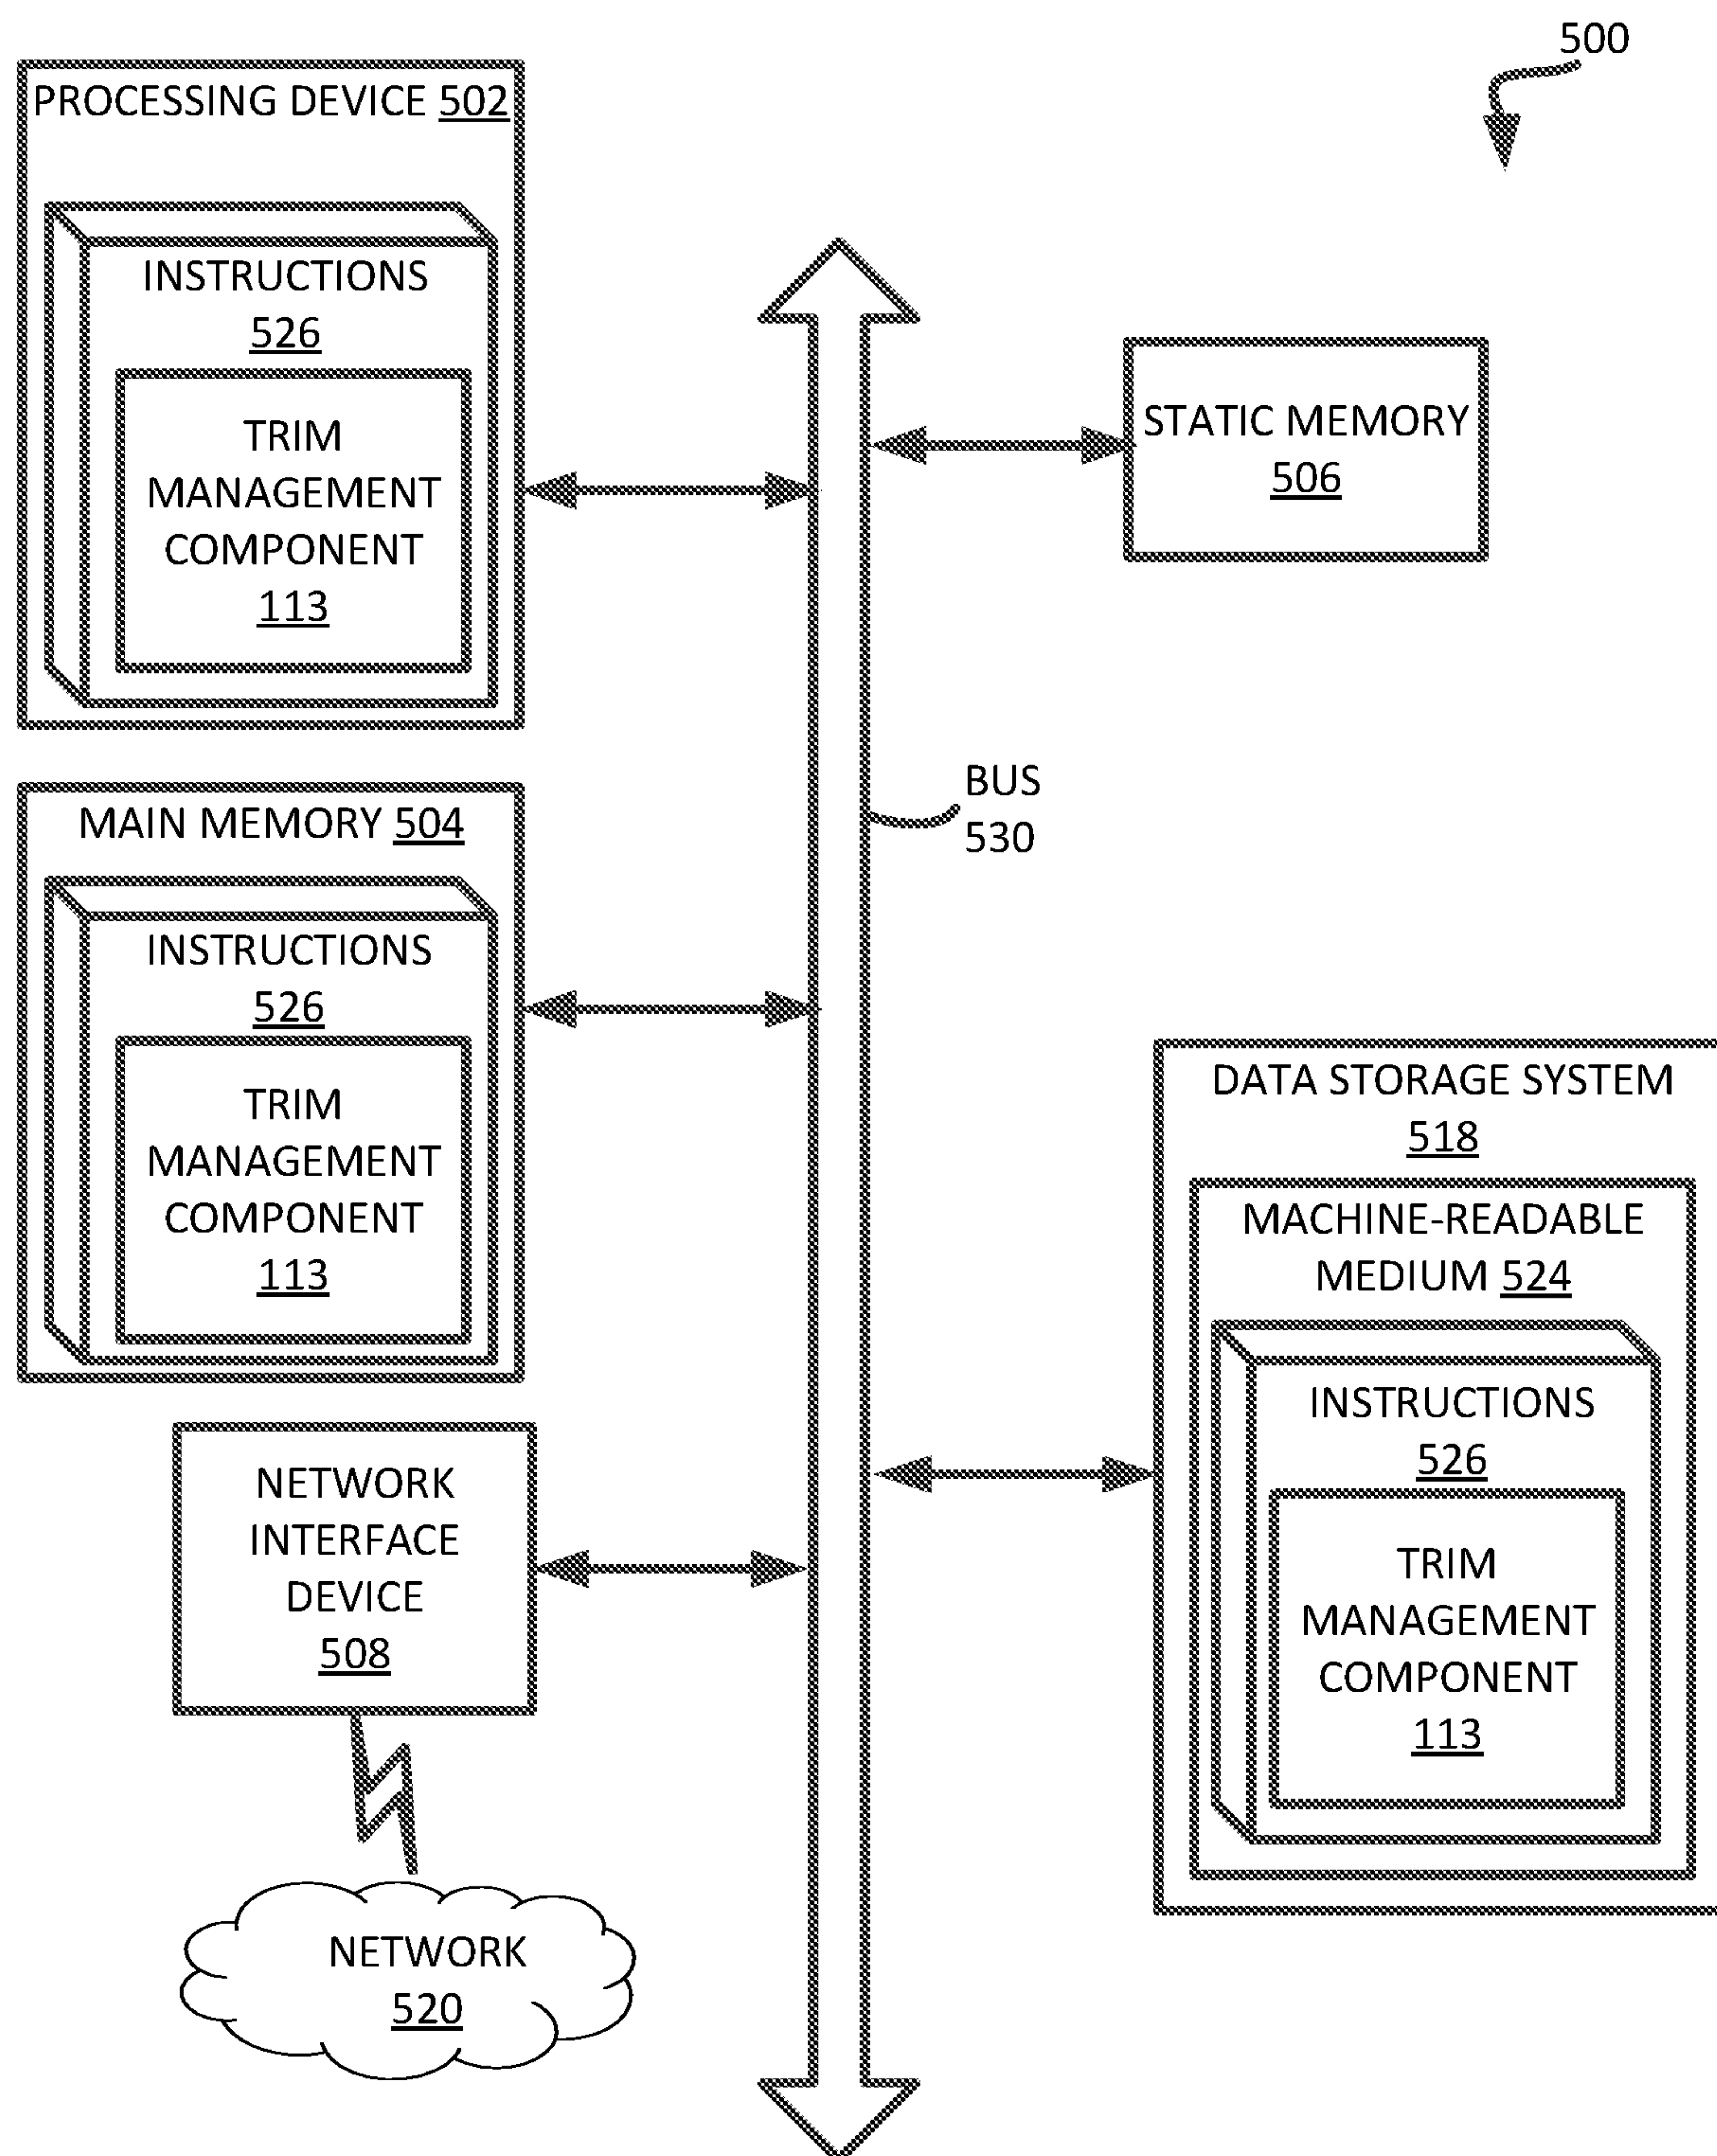 500
PROCESSING DEVICE 502
INSTRUCTIONS
526
TRIM
MANAGEMENT
COMPONENT
113
STATIC MEMORY
506
BUS
530
MAIN MEMORY 504
INSTRUCTIONS
526
TRIM
MANAGEMENT
COMPONENT
113
DATA STORAGE SYSTEM
518
MACHINE-READABLE
MEDIUM 524
INSTRUCTIONS
526
TRIM
MANAGEMENT
COMPONENT
113
NETWORK
INTERFACE
DEVICE
508
NETWORK
520